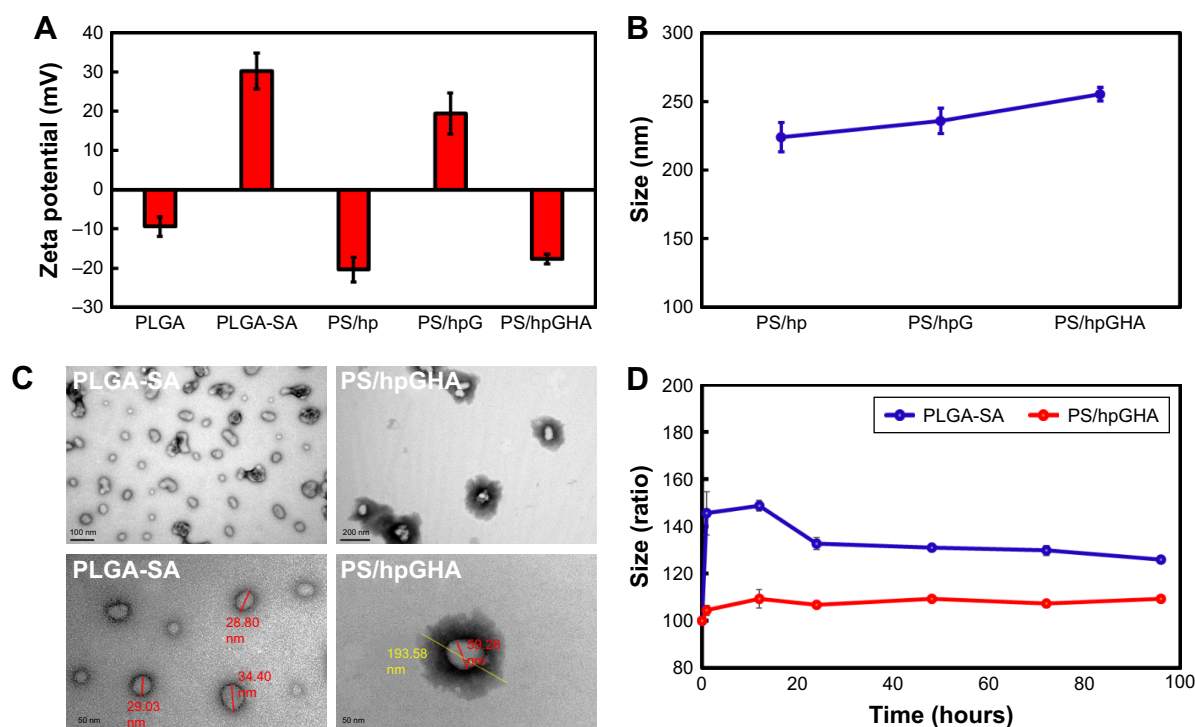 A
Zeta potential (mV)
40
30
20
10
0
–10
–20
–30
PLGA
PLGA-SA
PS/hp
PS/hpG
PS/hpGHA
B
Size (nm)
300
250
200
150
100
PS/hp
PS/hpG
PS/hpGHA
C
PLGA-SA
100 nm
PS/hpGHA
200 nm
PLGA-SA
28.80
nm
34.40
nm
29.03
nm
50 nm
PS/hpGHA
193.58
nm
59.28
nm
50 nm
D
Size (ratio)
200
180
160
140
120
100
80
PLGA-SA
PS/hpGHA
0
20
40
60
80
100
Time (hours)